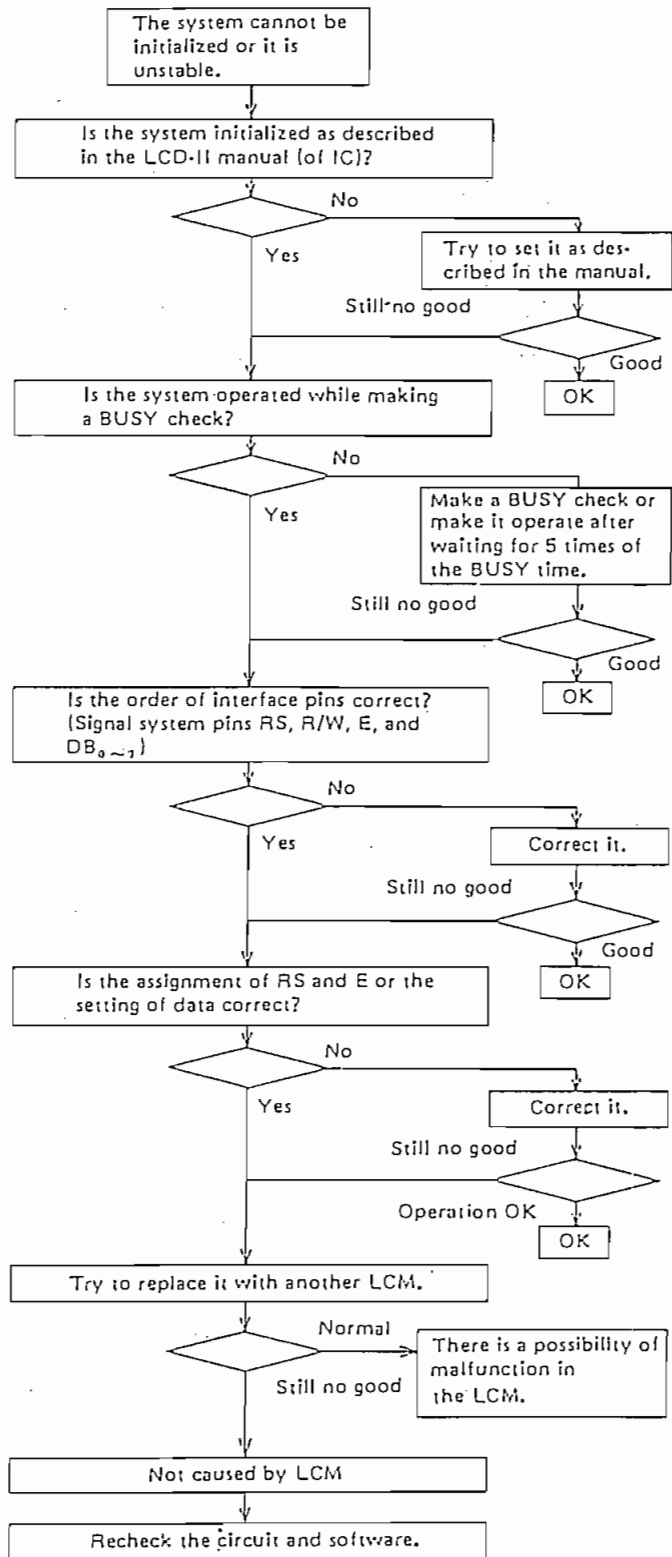 The system cannot be
initialized or it is
unstable.
Is the system initialized as described
in the LCD-II manual (of IC)?
No
Yes
Try to set it as des-
cribed in the manual.
Still no good
Good
OK
Is the system operated while making
a BUSY check?
No
Yes
Make a BUSY check or
make it operate after
waiting for 5 times of
the BUSY time.
Still no good
Good
OK
Is the order of interface pins correct?
(Signal system pins RS, R/W, E, and
DB₀~₇)
No
Yes
Correct it.
Still no good
Good
OK
Is the assignment of RS and E or the
setting of data correct?
No
Yes
Correct it.
Still no good
Operation OK
OK
Try to replace it with another LCM.
Normal
Still no good
There is a possibility of
malfunction in
the LCM.
Not caused by LCM
Recheck the circuit and software.